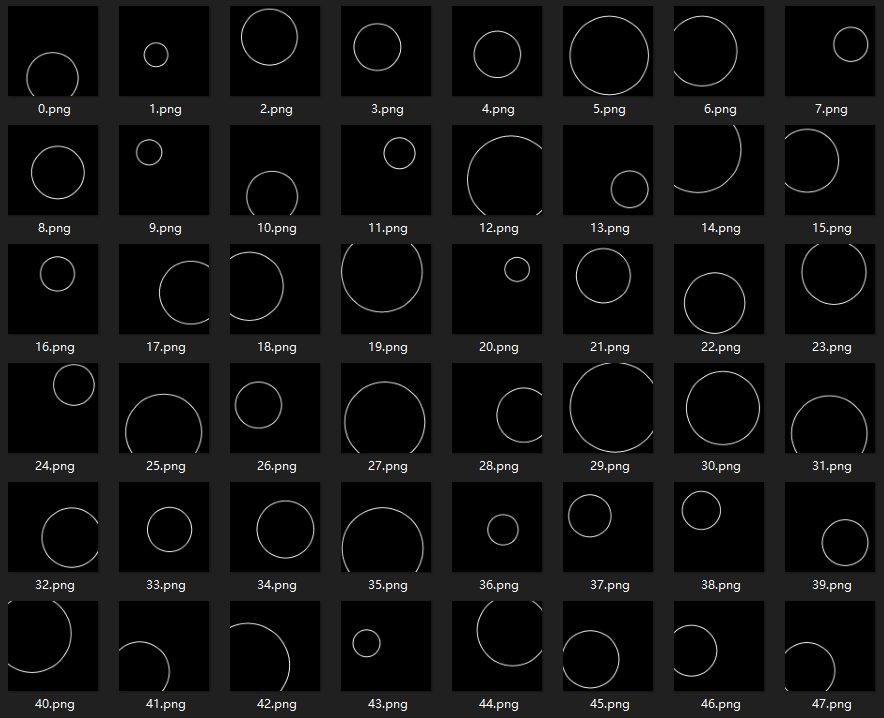 0.png 1.png 2.png 3.png 4.png 5.png 6.png 7.png
8.png 9.png 10.png 11.png 12.png 13.png 14.png 15.png
16.png 17.png 18.png 19.png 20.png 21.png 22.png 23.png
24.png 25.png 26.png 27.png 28.png 29.png 30.png 31.png
32.png 33.png 34.png 35.png 36.png 37.png 38.png 39.png
40.png 41.png 42.png 43.png 44.png 45.png 46.png 47.png